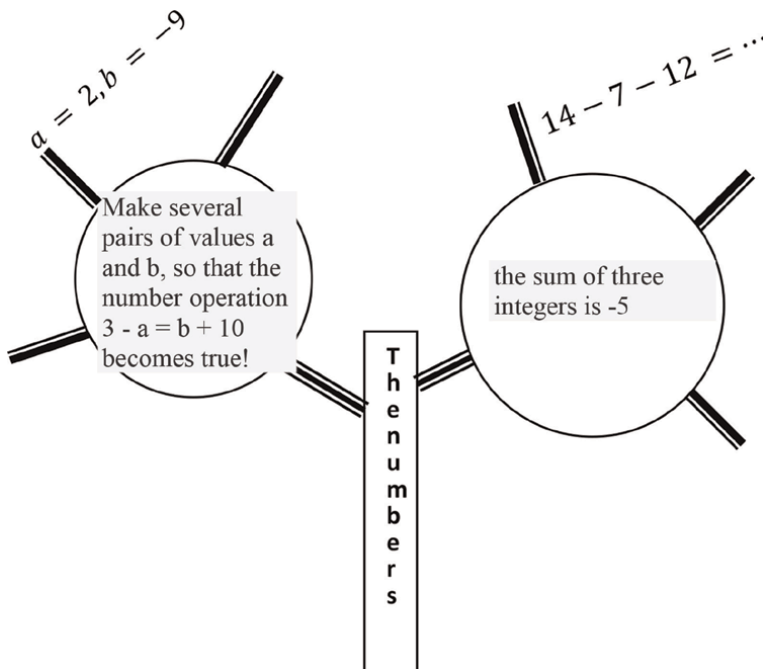 a = 2, b = −9
14 − 7 − 12 = ...
Make several
pairs of values a
and b, so that the
number operation
3 - a = b + 10
becomes true!
the sum of three
integers is -5
Thenumbers